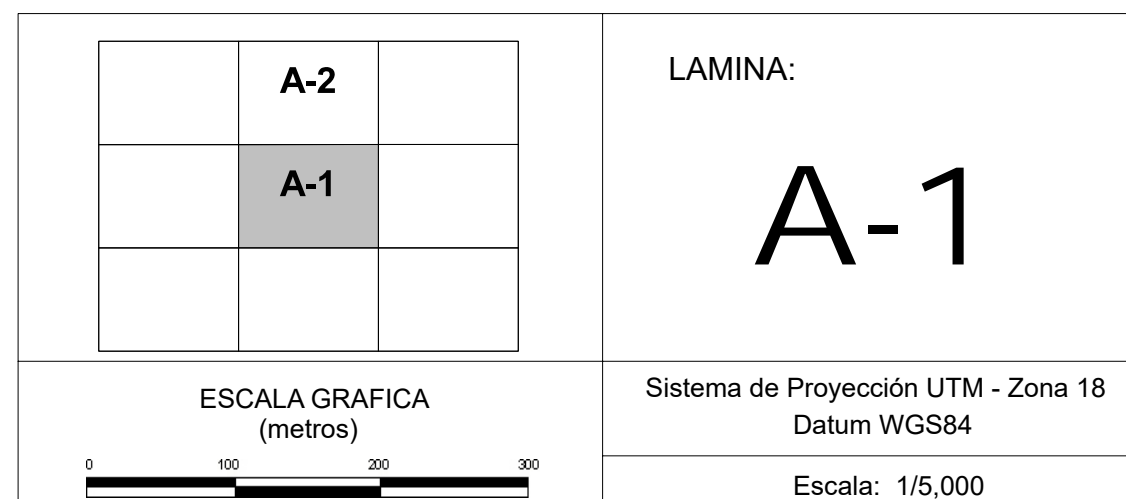 A-2
A-1
LAMINA:
A-1
ESCALA GRAFICA
(metros)
0 100 200 300
Sistema de Proyección UTM - Zona 18
Datum WGS84
Escala: 1/5,000